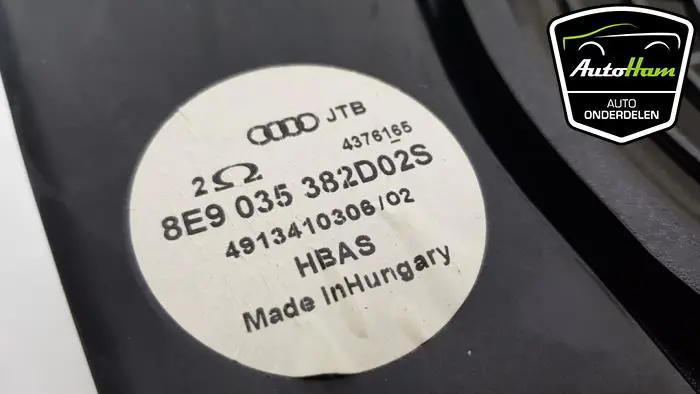 JTB
4376165
2Ω
8E9 035 382D02S
4913410306/02
HBAS
Made InHungary
AutoHam
AUTO
ONDERDELEN